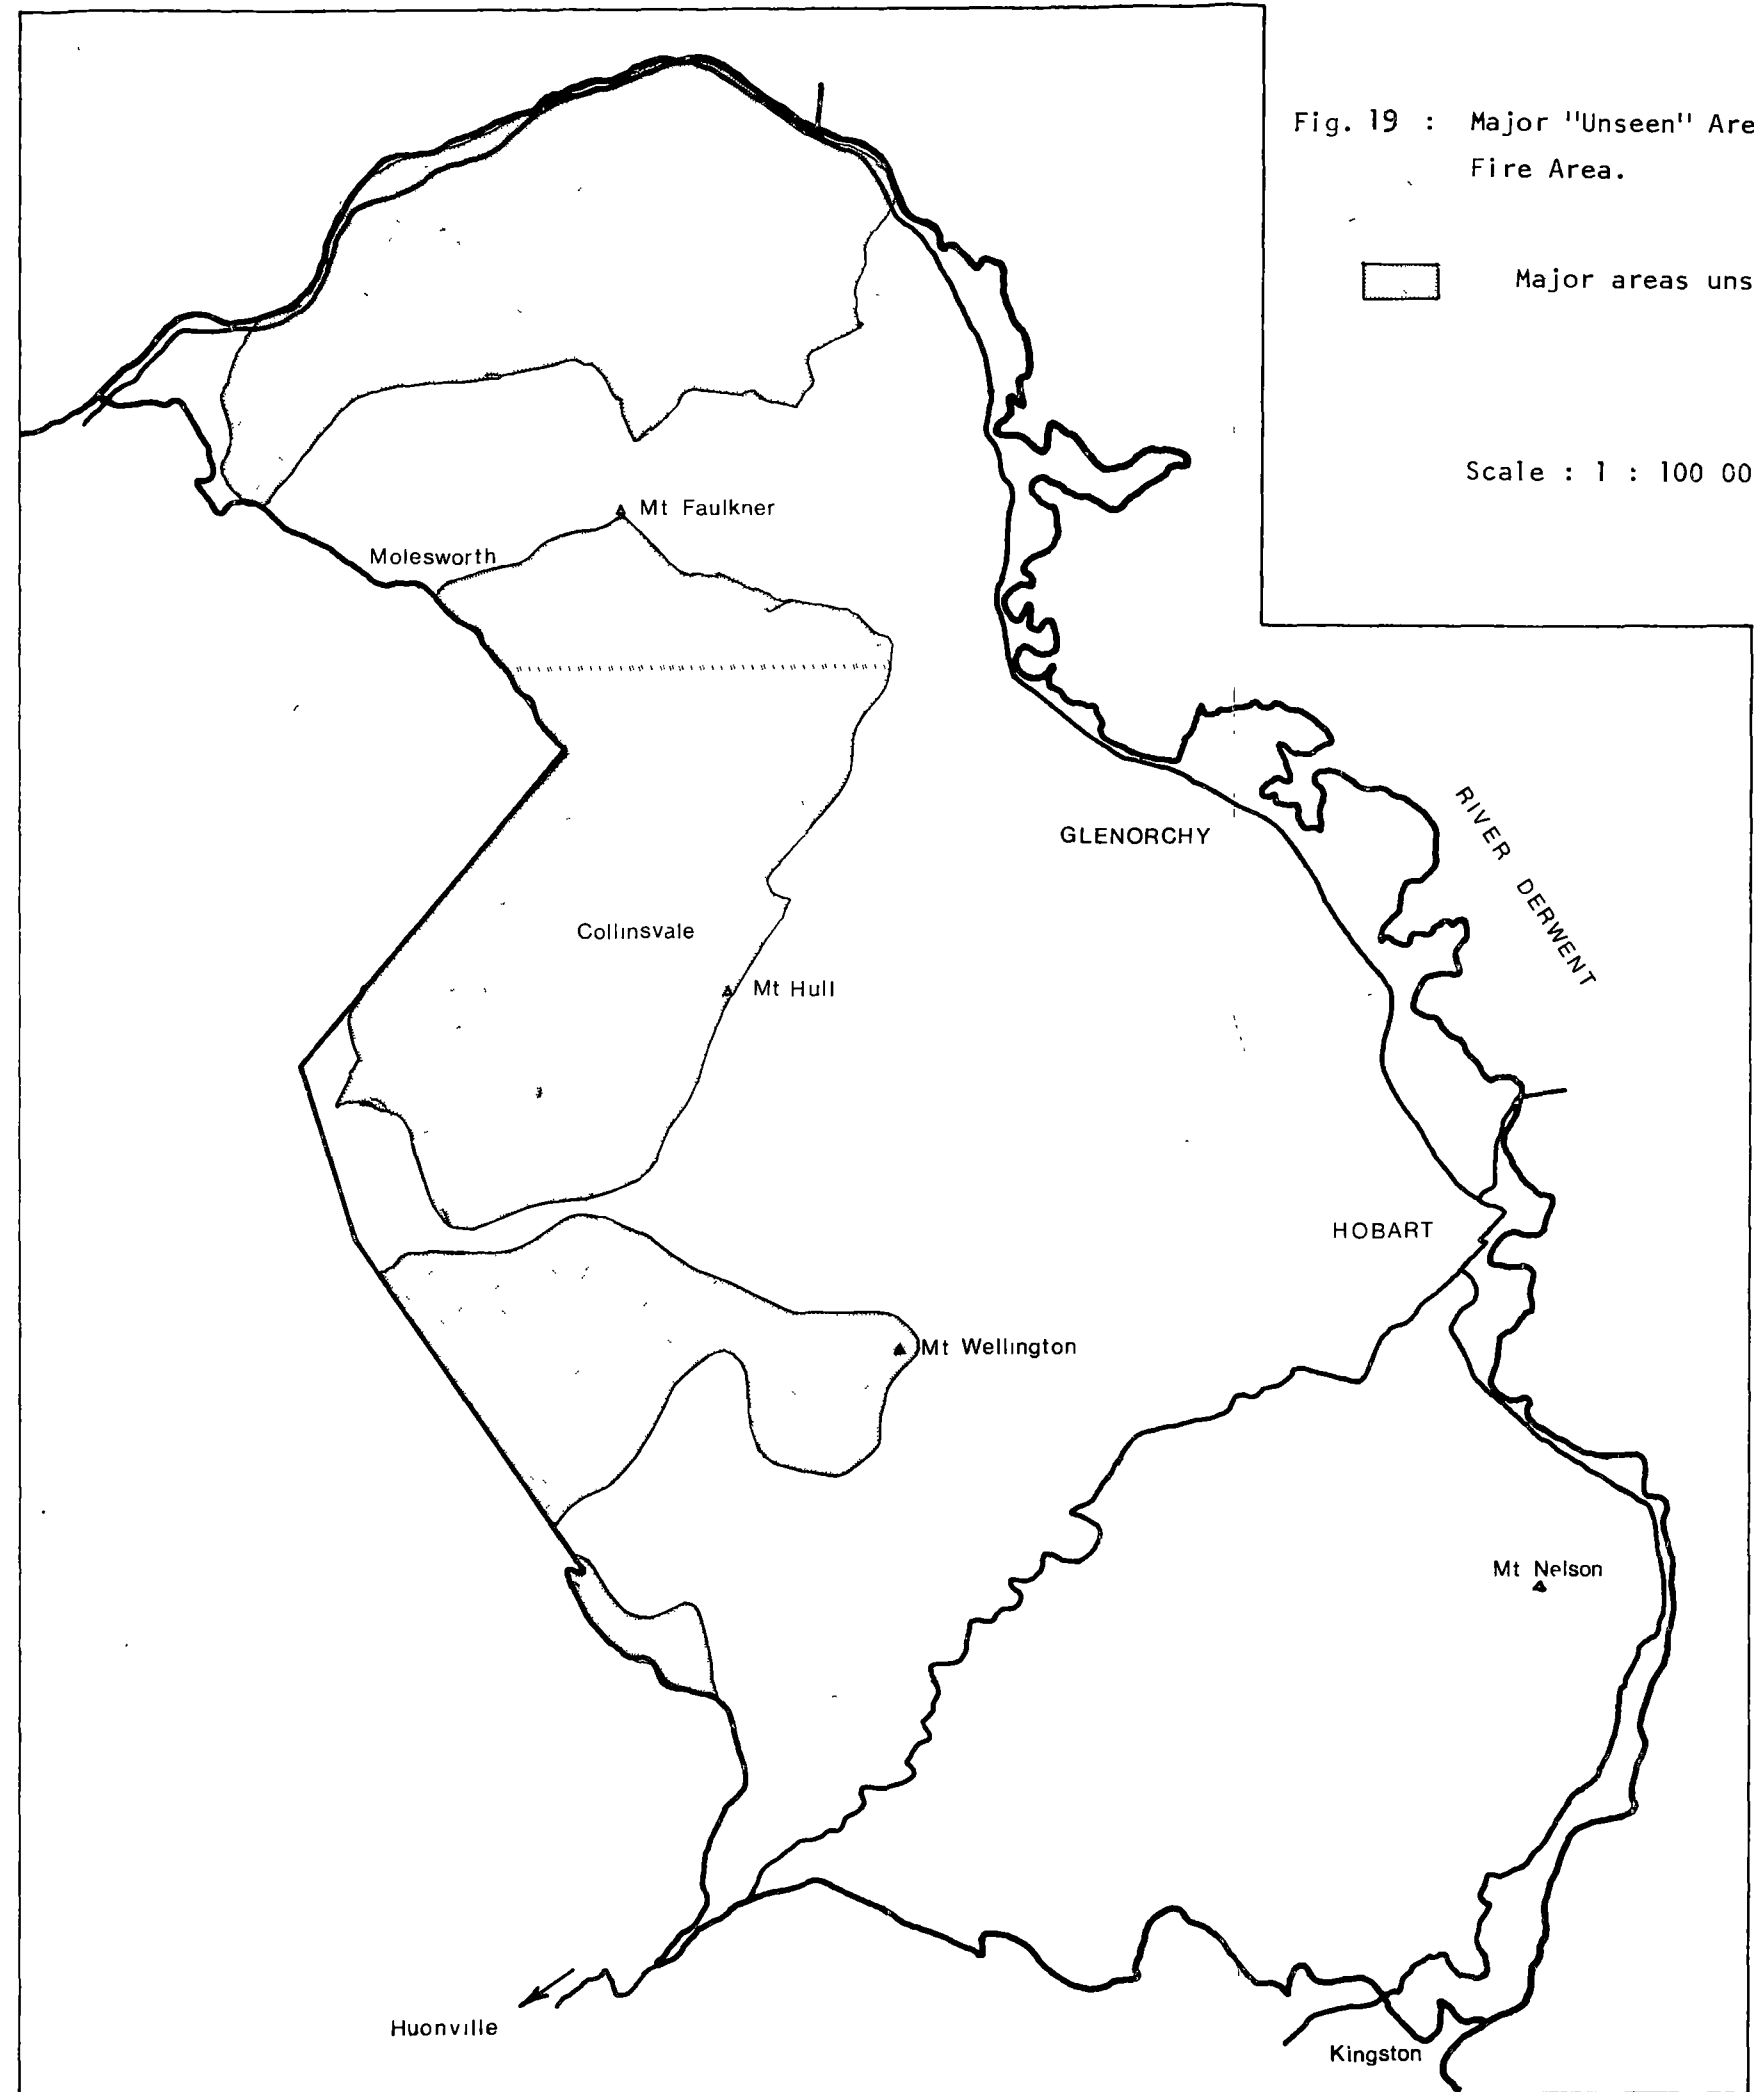 Fig. 19 : Major "Unseen" Are
Fire Area.
Major areas uns
Scale : 1 : 100 00
Mt Faulkner
Molesworth
GLENORCHY
RIVER DERWENT
Collinsvale
Mt Hull
HOBART
Mt Wellington
Mt Nelson
Huonville
Kingston